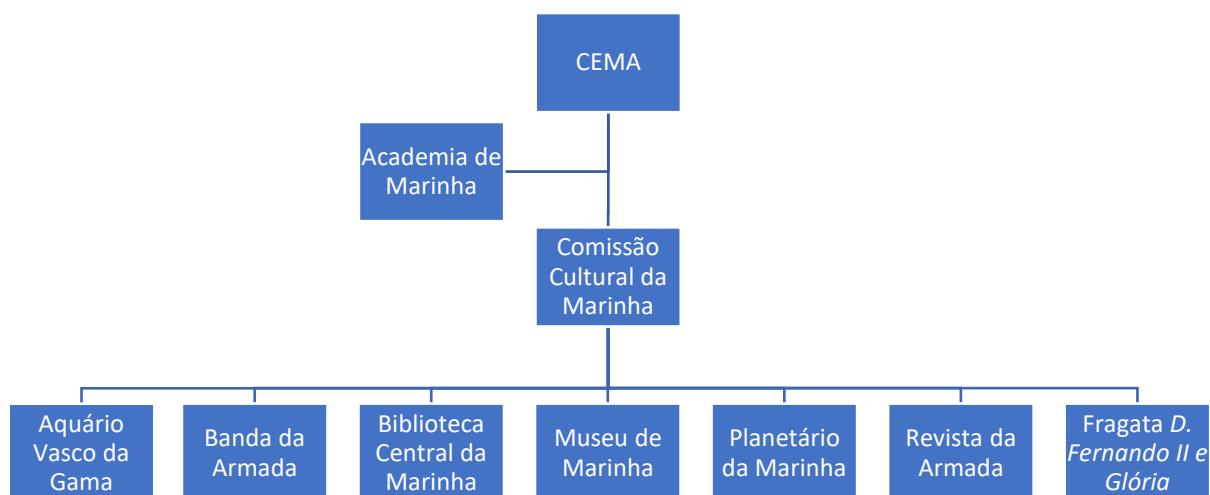 CEMA
Academia de
Marinha
Comissão
Cultural da
Marinha
Aquário
Vasco da
Gama
Banda da
Armada
Biblioteca
Central da
Marinha
Museu de
Marinha
Planetário
da Marinha
Revista da
Armada
Fragata D.
Fernando II e
Glória